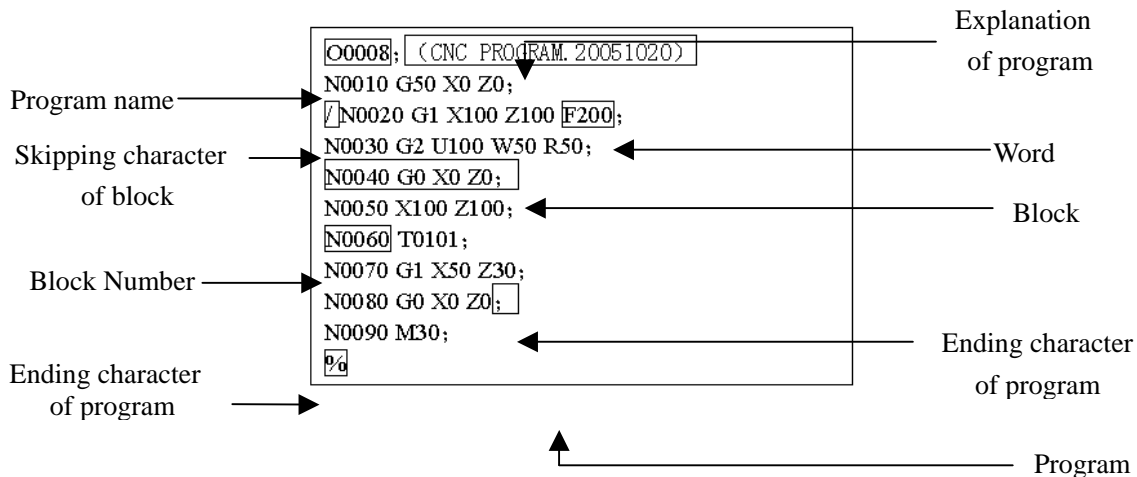 Explanation
of program
O0008; (CNC PROGRAM. 20051020)
N0010 G50 X0 Z0;
Program name
/ N0020 G1 X100 Z100 F200;
N0030 G2 U100 W50 R50;
Skipping character
of block
Word
N0040 G0 X0 Z0;
N0050 X100 Z100;
Block
N0060 T0101;
N0070 G1 X50 Z30;
Block Number
N0080 G0 X0 Z0;
N0090 M30;
Ending character
of program
%
Ending character
of program
Program